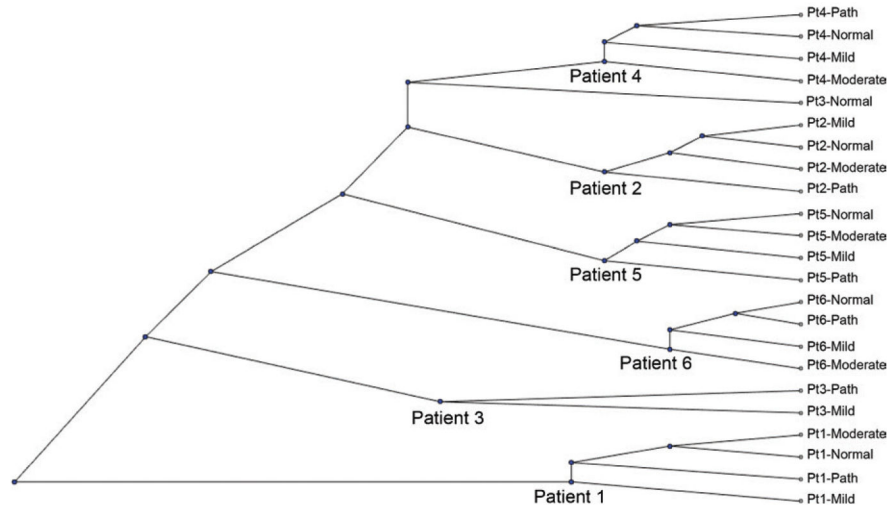 Pt4-Path
Pt4-Normal
Pt4-Mild
Patient 4
Pt4-Moderate
Pt3-Normal
Pt2-Mild
Pt2-Normal
Pt2-Moderate
Patient 2
Pt2-Path
Pt5-Normal
Pt5-Moderate
Pt5-Mild
Patient 5
Pt5-Path
Pt6-Normal
Pt6-Path
Pt6-Mild
Patient 6
Pt6-Moderate
Pt3-Path
Pt3-Mild
Patient 3
Pt1-Moderate
Pt1-Normal
Pt1-Path
Patient 1
Pt1-Mild